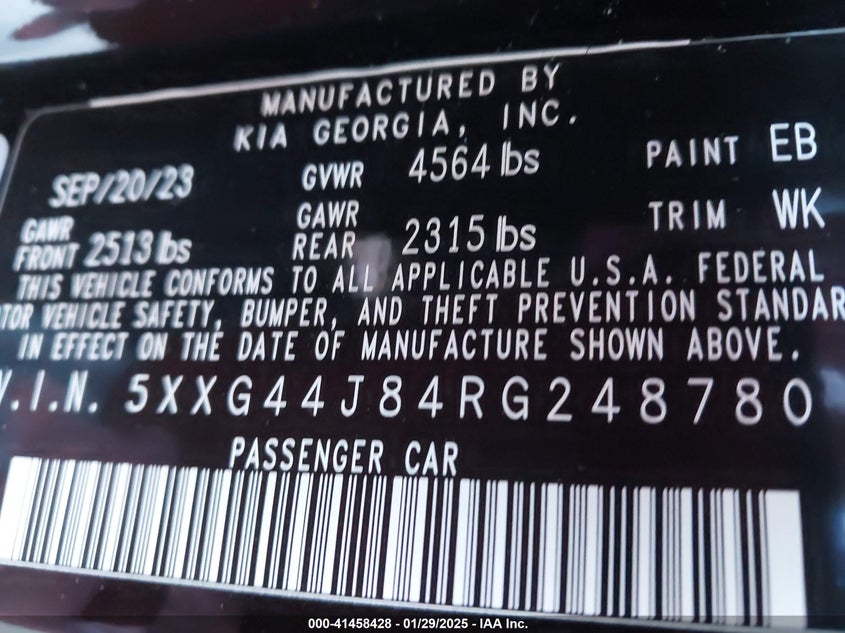 MANUFACTURED BY
KIA GEORGIA, INC.
SEP/20/23 GVWR 4564 lbs PAINT EB
GAWR FRONT 2513 lbs GAWR REAR 2315 lbs TRIM WK
THIS VEHICLE CONFORMS TO ALL APPLICABLE U.S.A. FEDERAL
TOR VEHICLE SAFETY, BUMPER, AND THEFT PREVENTION STANDAR
IN EFFECT ON THE DATE OF MANUFACTURE SHOWN ABOVE.
V.I.N. 5XXG44J84RG248780
PASSENGER CAR
000-41458428 - 01/29/2025 - IAA Inc.